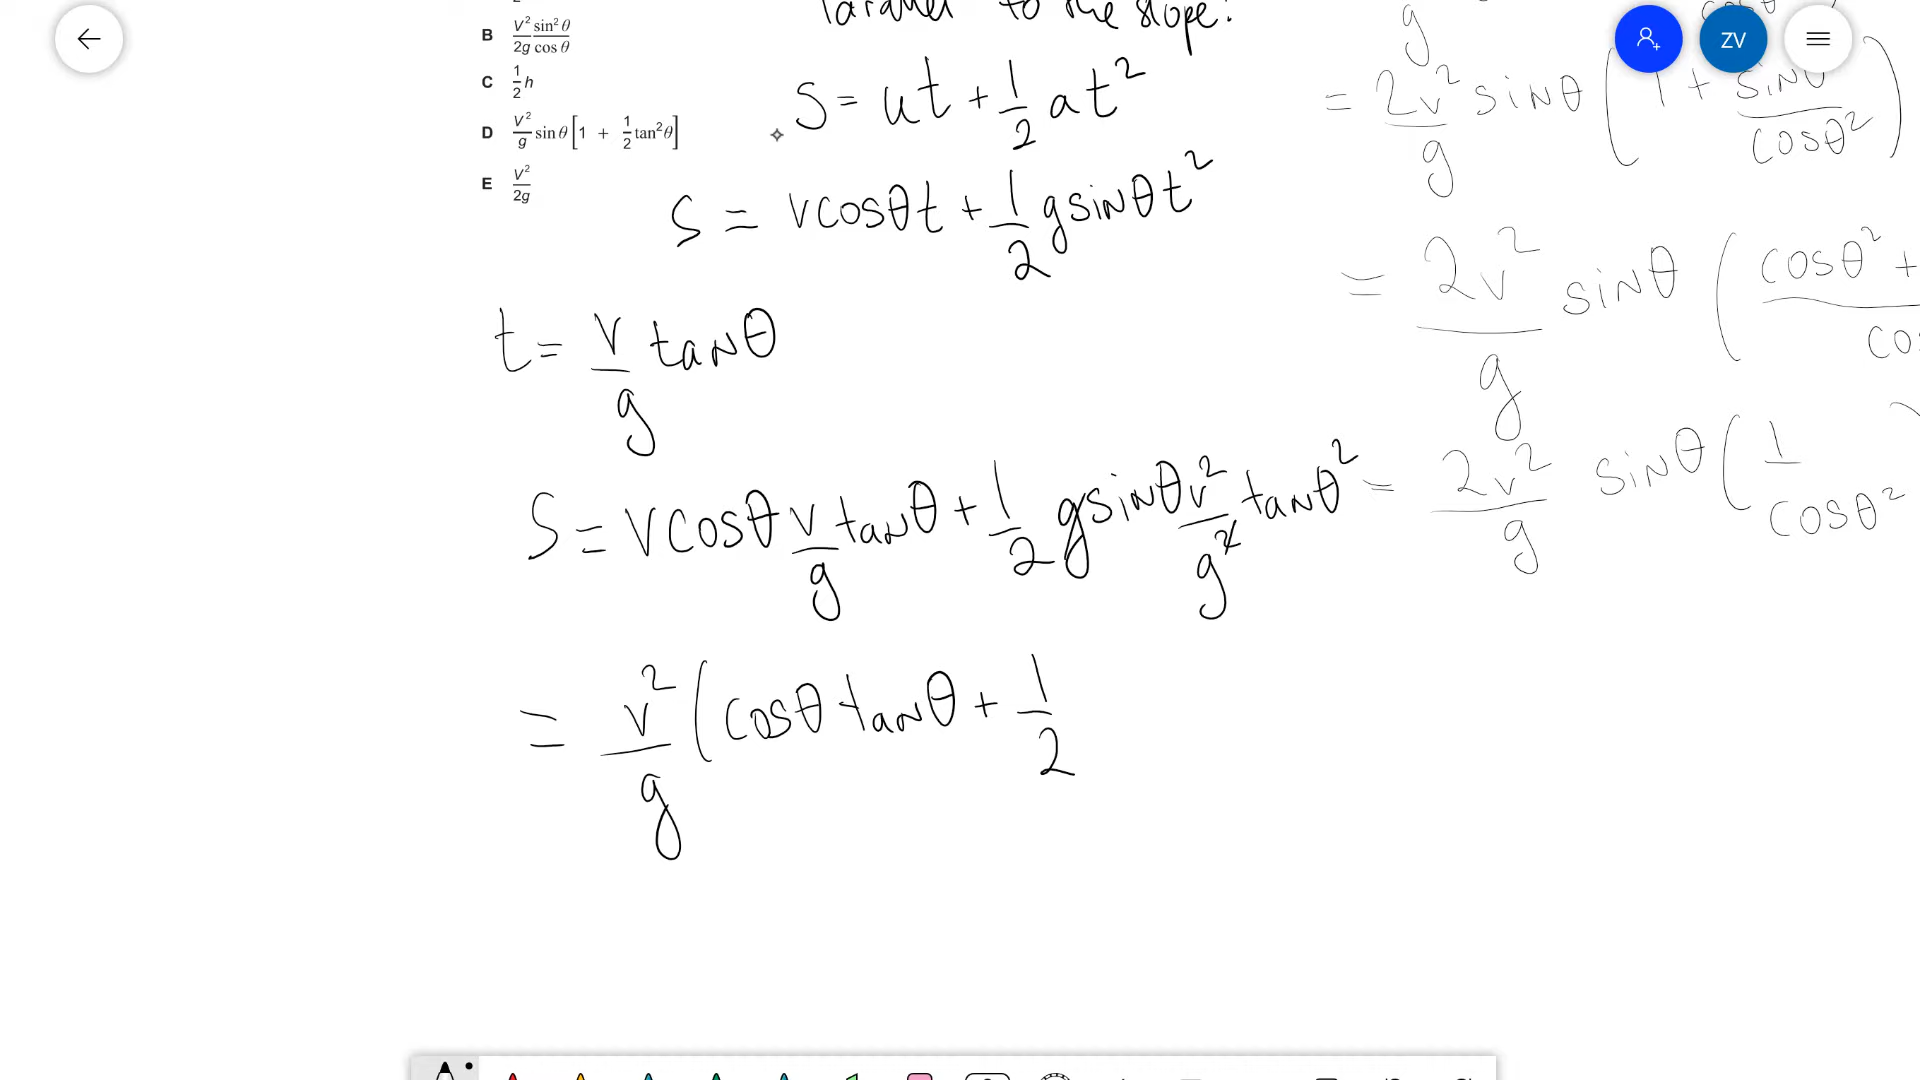 B V² sin²θ / 2g cosθ
C 1/2 h
D V²/g sinθ [1 + 1/2 tan²θ]
E V²/2g
to the slope:
S = ut + 1/2 at²
S = vcosθt + 1/2 gsinθt²
t = v/g tanθ
S = vcosθ v/g tanθ + 1/2 gsinθ v²/g² tanθ²
= v²/g (cosθ tanθ + 1/2
g
= 2v²/g sinθ (1 + sinθ / cosθ²)
= 2v²/g sinθ (cosθ² +
= 2v²/g sinθ (1/cosθ²
ZV